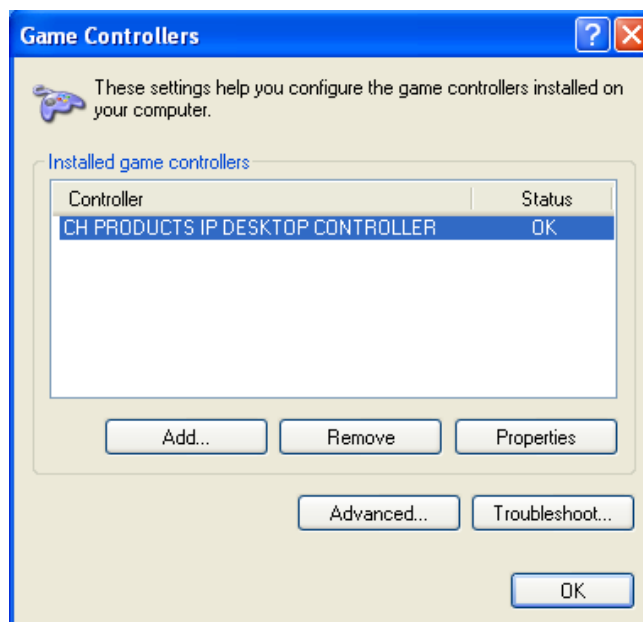 Game Controllers
These settings help you configure the game controllers installed on
your computer.
Installed game controllers
Controller Status
CH PRODUCTS IP DESKTOP CONTROLLER OK
Add... Remove Properties
Advanced... Troubleshoot...
OK